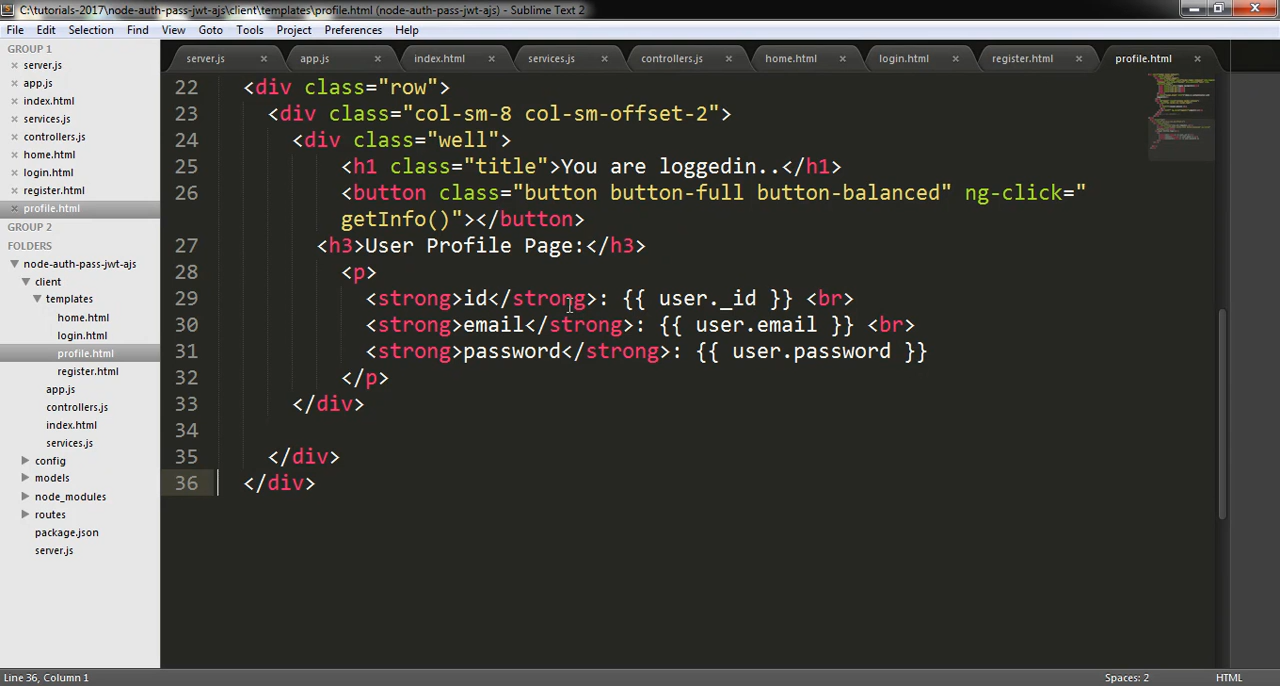 C:\tutorials-2017\node-auth-pass-jwt-ajs\client\templates\profile.html (node-auth-pass-jwt-ajs) - Sublime Text 2
File Edit Selection Find View Goto Tools Project Preferences Help
GROUP 1
server.js
app.js
index.html
services.js
controllers.js
home.html
login.html
register.html
profile.html
GROUP 2
FOLDERS
node-auth-pass-jwt-ajs
client
templates
home.html
login.html
profile.html
register.html
app.js
controllers.js
index.html
services.js
config
models
node_modules
routes
package.json
server.js
server.js app.js index.html services.js controllers.js home.html login.html register.html profile.html
22 <div class="row">
23 <div class="col-sm-8 col-sm-offset-2">
24 <div class="well">
25 <h1 class="title">You are loggedin..</h1>
26 <button class="button button-full button-balanced" ng-click="
getInfo()"></button>
27 <h3>User Profile Page:</h3>
28 <p>
29 <strong>id</strong>: {{ user._id }} <br>
30 <strong>email</strong>: {{ user.email }} <br>
31 <strong>password</strong>: {{ user.password }}
32 </p>
33 </div>
34
35 </div>
36 </div>
Line 36, Column 1 Spaces: 2 HTML